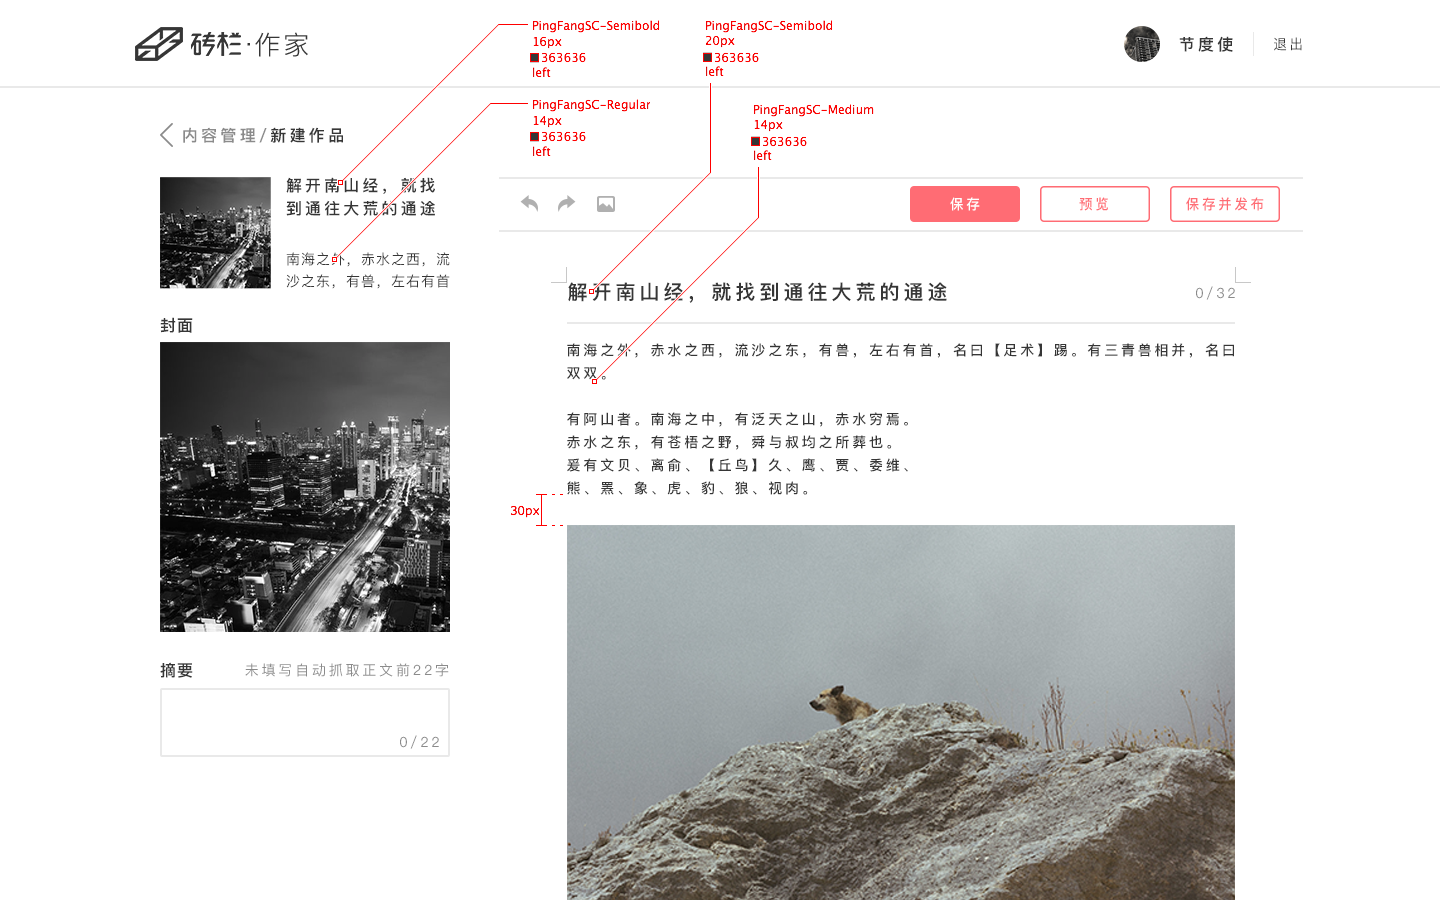 砖栏·作家
节度使
退出
PingFangSC-Semibold
16px
363636
left
PingFangSC-Semibold
20px
363636
left
PingFangSC-Regular
14px
363636
left
PingFangSC-Medium
14px
363636
left
内容管理/新建作品
解开南山经，就找
到通往大荒的通途
南海之外，赤水之西，流
沙之东，有兽，左右有首
封面
摘要
未填写自动抓取正文前22字
0/22
保存
预览
保存并发布
解开南山经，就找到通往大荒的通途
0/32
南海之外，赤水之西，流沙之东，有兽，左右有首，名曰【足术】踢。有三青兽相并，名曰
双双。
有阿山者。南海之中，有泛天之山，赤水穷焉。
赤水之东，有苍梧之野，舜与叔均之所葬也。
爰有文贝、离俞、【丘鸟】久、鹰、贾、委维、
熊、罴、象、虎、豹、狼、视肉。
30px